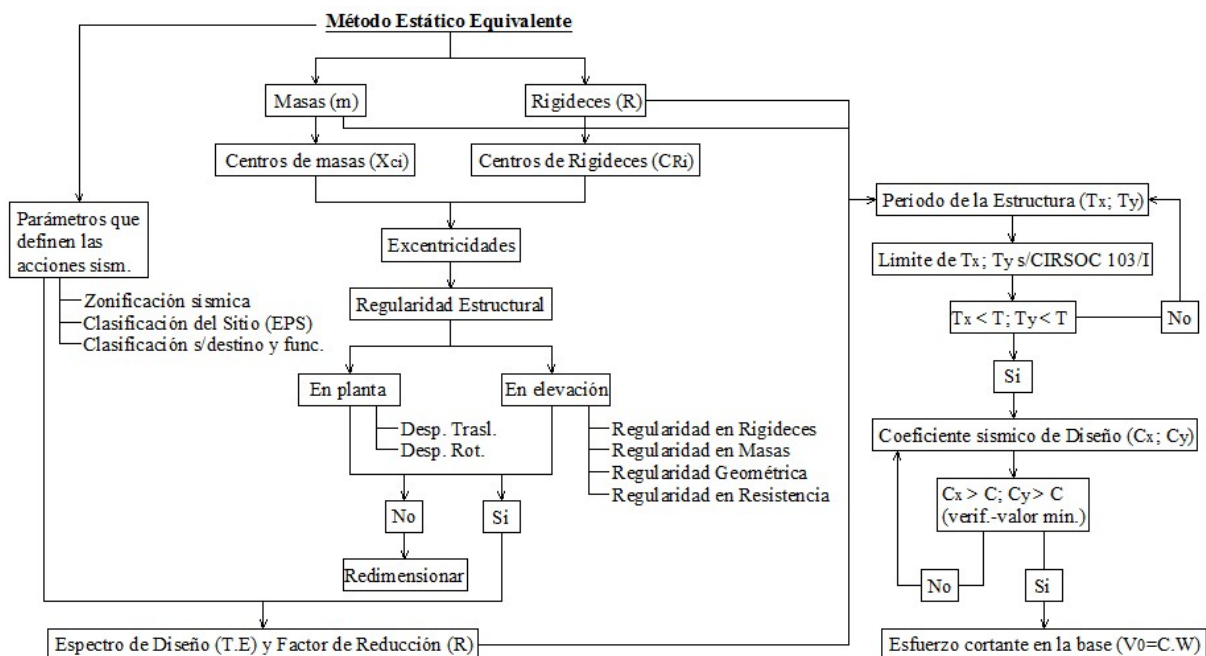 Método Estático Equivalente
Masas (m)
Rigideces (R)
Centros de masas (Xci)
Centros de Rigideces (CRi)
Parámetros que
definen las
acciones sism.
Zonificación sísmica
Clasificación del Sitio (EPS)
Clasificación s/destino y func.
Excentricidades
Regularidad Estructural
En planta
En elevación
Desp. Trasl.
Desp. Rot.
Regularidad en Rigideces
Regularidad en Masas
Regularidad Geométrica
Regularidad en Resistencia
No
Si
Redimensionar
Espectro de Diseño (T.E) y Factor de Reducción (R)
Periodo de la Estructura (Tx; Ty)
Limite de Tx; Ty s/CIRSOC 103/I
Tx < T; Ty < T
No
Si
Coeficiente sísmico de Diseño (Cx; Cy)
Cx > C; Cy > C
(verif.-valor min.)
No
Si
Esfuerzo cortante en la base (V0=C.W)